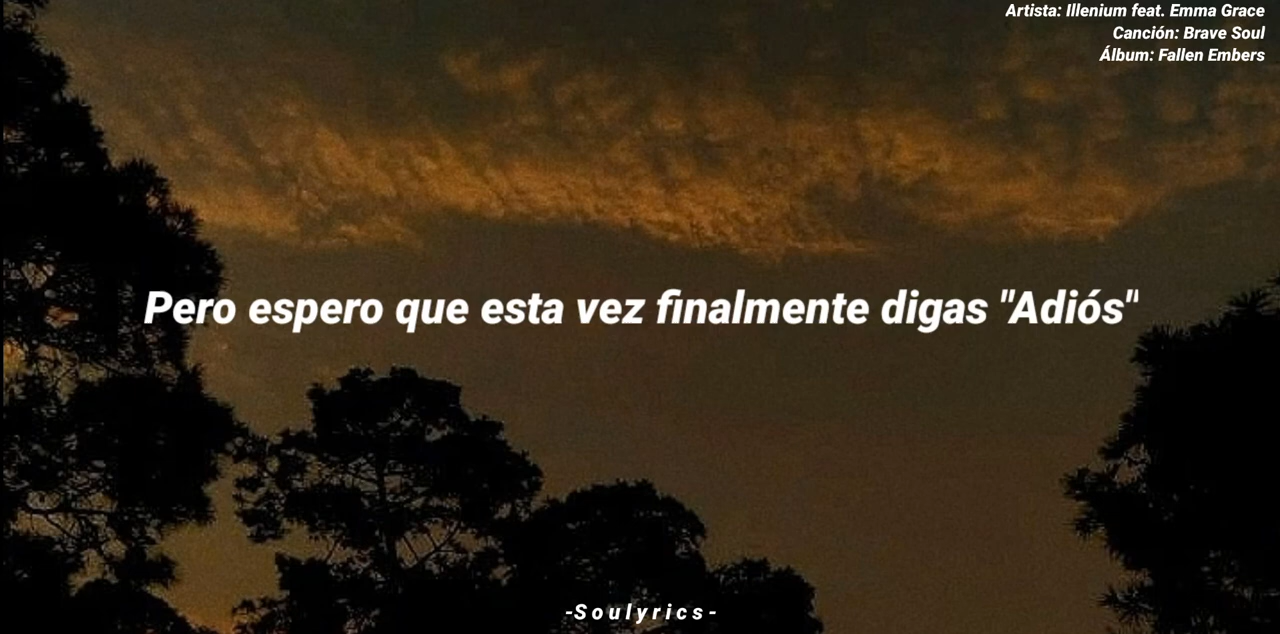 Artista: Illenium feat. Emma Grace
Canción: Brave Soul
Álbum: Fallen Embers
Pero espero que esta vez finalmente digas "Adiós"
-Soulyrics-